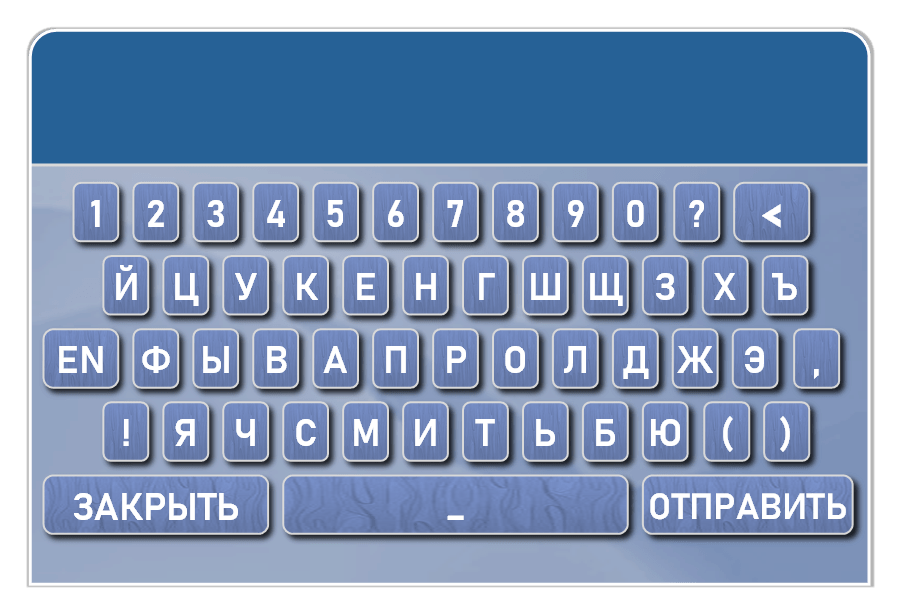 1 2 3 4 5 6 7 8 9 0 ? <
Й Ц У К Е Н Г Ш Щ З Х Ъ
EN Ф Ы В А П Р О Л Д Ж Э ,
! Я Ч С М И Т Ь Б Ю ( )
ЗАКРЫТЬ _ ОТПРАВИТЬ